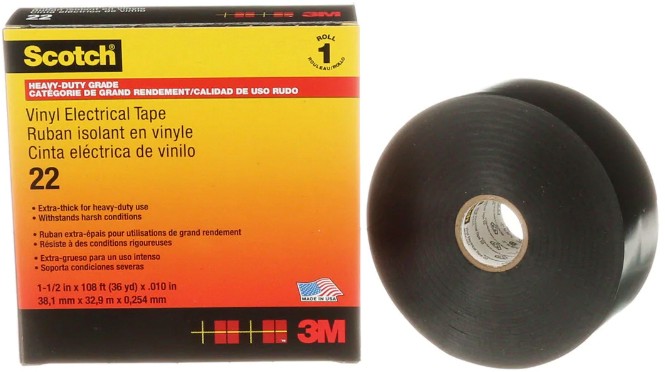 22
3M
Scotch®
ROLL
1
ROULEAU/ROLLO
HEAVY-DUTY GRADE
CATÉGORIE DE GRAND RENDEMENT/CALIDAD DE USO RUDO
Vinyl Electrical Tape
Ruban isolant en vinyle
Cinta eléctrica de vinilo
22
• Extra-thick for heavy-duty use
• Withstands harsh conditions
• Ruban extra-épais pour utilisations de grand rendement
• Résiste à des conditions rigoureuses
• Extra-grueso para un uso intenso
• Soporta condiciones severas
MADE IN USA
1-1/2 in x 108 ft (36 yd) x .010 in
38,1 mm x 32,9 m x 0,254 mm
3M